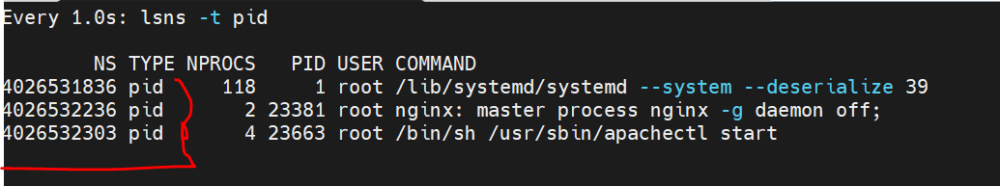 Every 1.0s: lsns -t pid
NS TYPE NPROCS PID USER COMMAND
4026531836 pid 118 1 root /lib/systemd/systemd --system --deserialize 39
4026532236 pid 2 23381 root nginx: master process nginx -g daemon off;
4026532303 pid 4 23663 root /bin/sh /usr/sbin/apachectl start